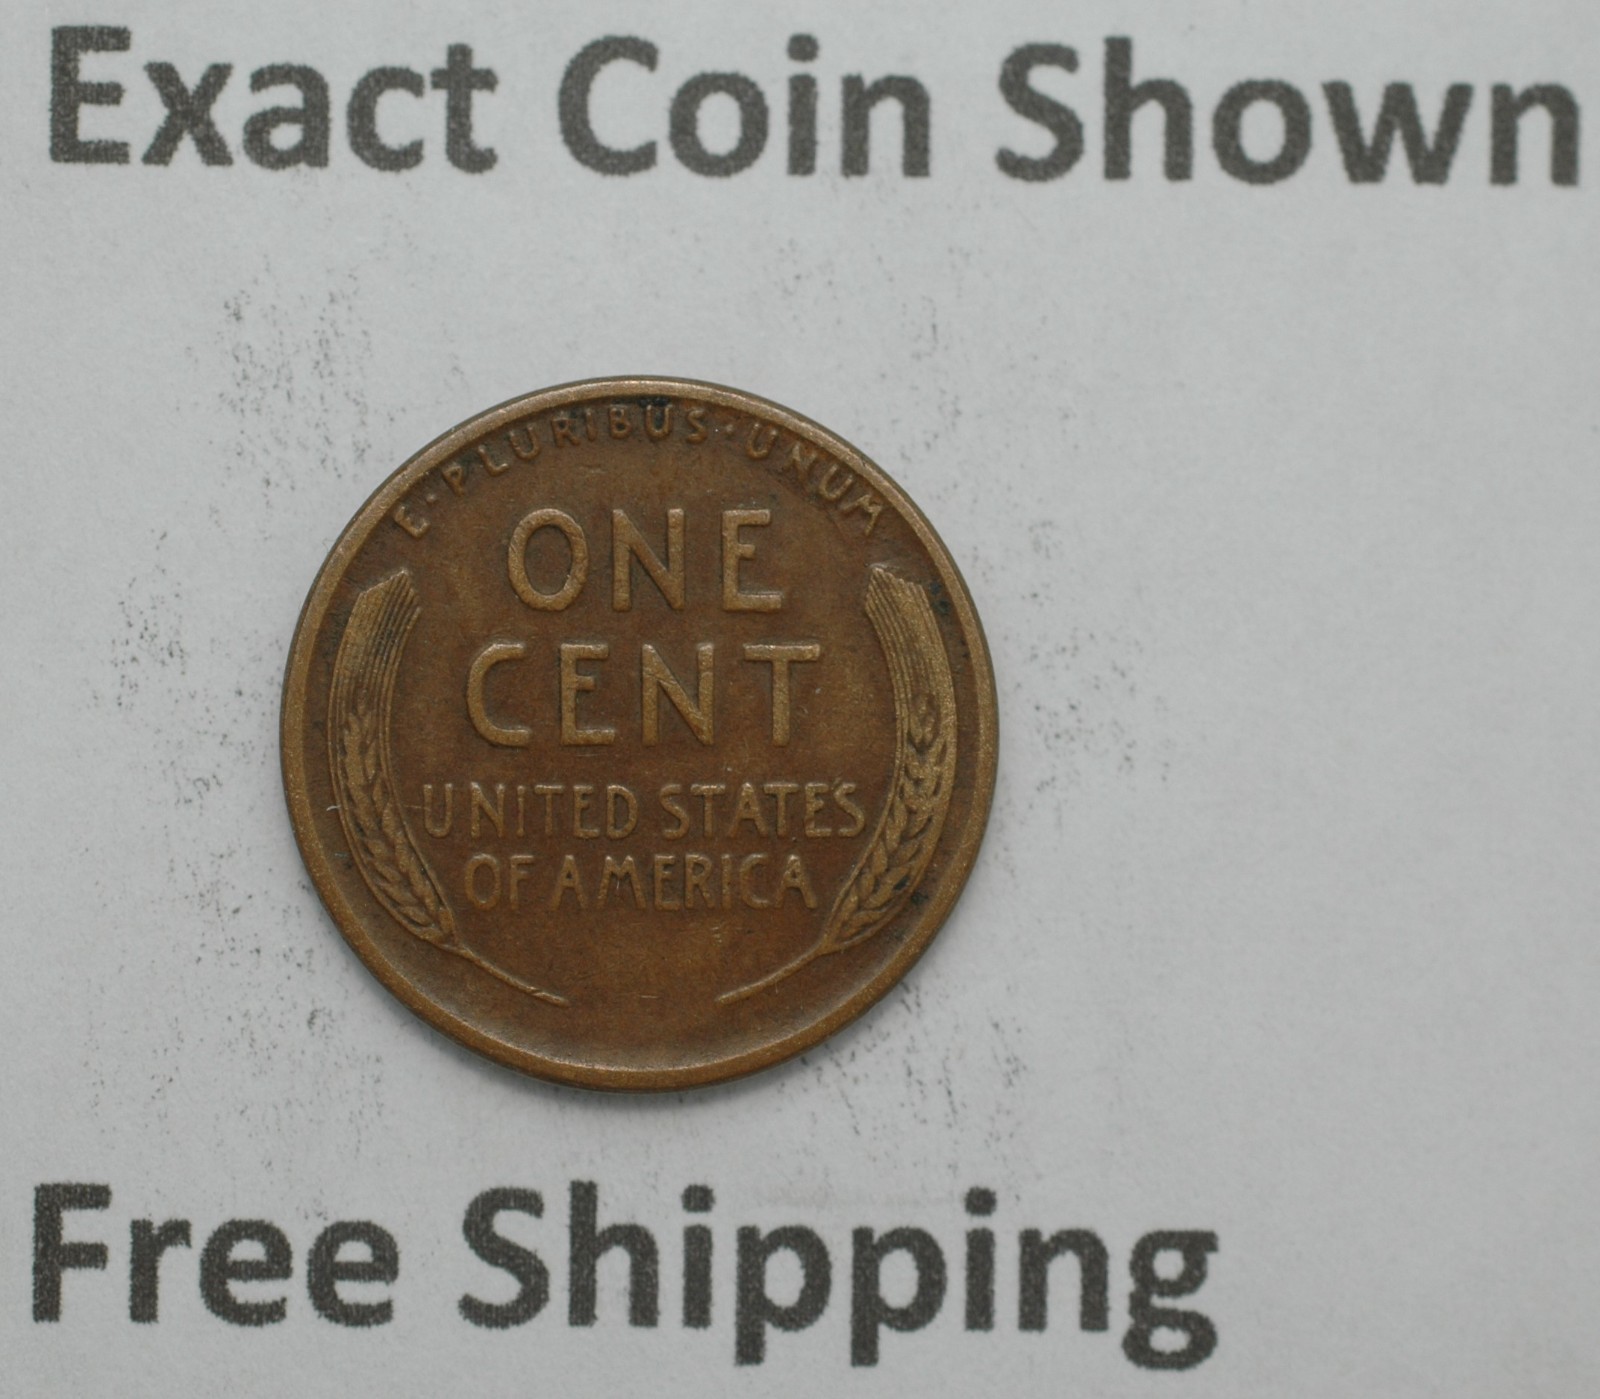 Exact Coin Shown
E·PLURIBUS·UNUM
ONE
CENT
UNITED STATES
OF AMERICA
Free Shipping